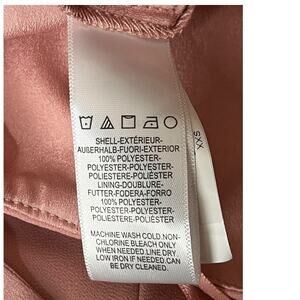 SHELL-EXTÉRIEUR-
AUßERHALB-FUORI-EXTERIOR
100% POLYESTER-
POLYESTER-POLYESTER-
POLIESTERE-POLIÉSTER
LINING-DOUBLURE-
FUTTER-FODERA-FORRO
100% POLYESTER-
POLYESTER-POLYESTER-
POLIESTERE-POLIÉSTER
MACHINE WASH COLD.NON-
CHLORINE BLEACH ONLY
WHEN NEEDED.LINE DRY.
LOW IRON IF NEEDED.CAN
BE DRY CLEANED.
XXS